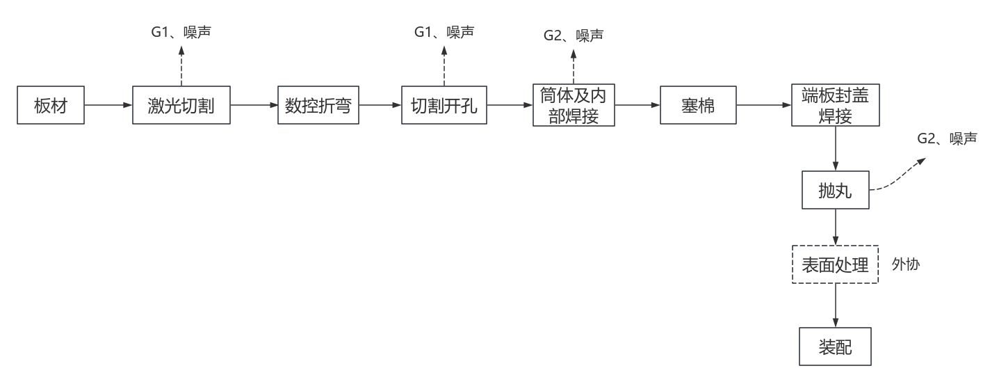 G1、噪声
G1、噪声
G2、噪声
板材
激光切割
数控折弯
切割开孔
筒体及内
部焊接
塞棉
端板封盖
焊接
G2、噪声
抛丸
表面处理
外协
装配